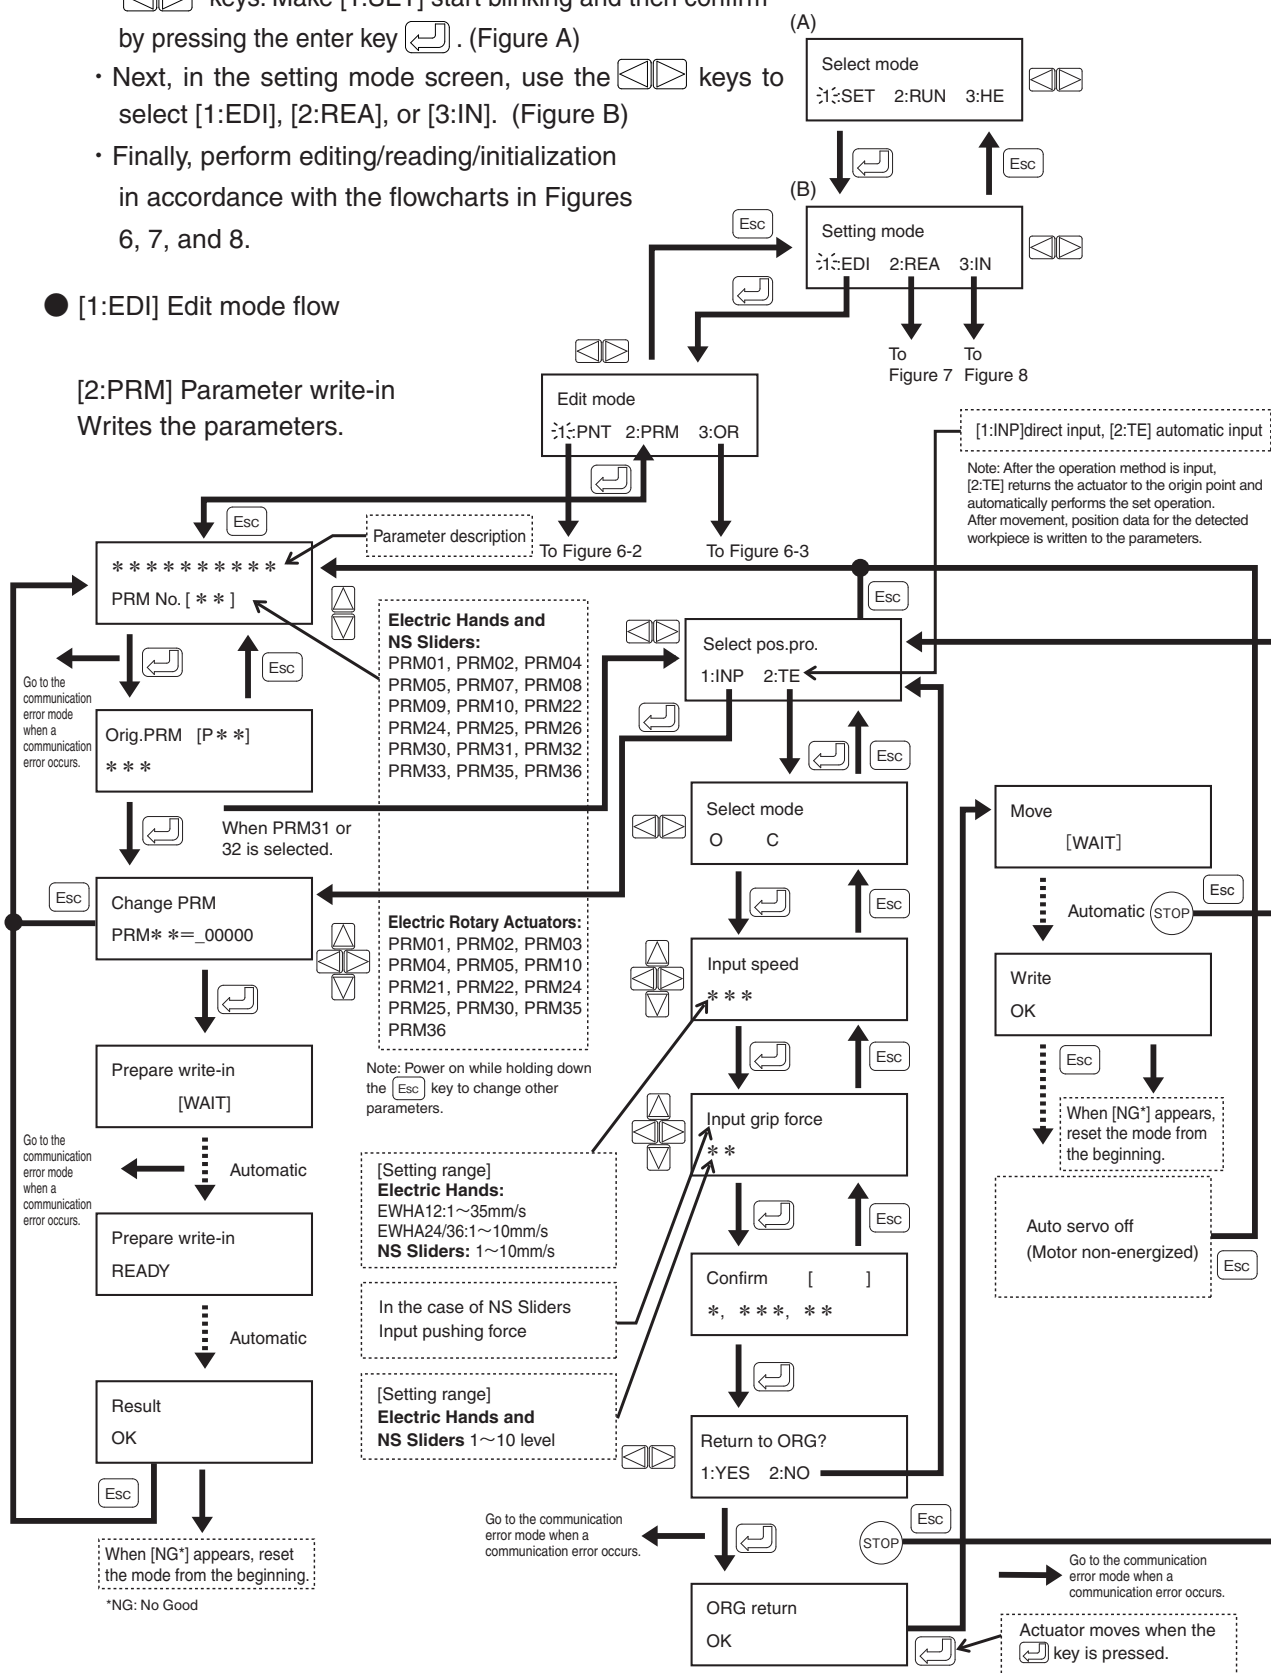 keys. Make [1:SET] start blinking and then confirm
by pressing the enter key . (Figure A)
・Next, in the setting mode screen, use the keys to
select [1:EDI], [2:REA], or [3:IN]. (Figure B)
・Finally, perform editing/reading/initialization
in accordance with the flowcharts in Figures
6, 7, and 8.
● [1:EDI] Edit mode flow
[2:PRM] Parameter write-in
Writes the parameters.
(A)
Select mode
1:SET 2:RUN 3:HE
Esc
(B)
Setting mode
1:EDI 2:REA 3:IN
Esc
To
Figure 7
To
Figure 8
Edit mode
1:PNT 2:PRM 3:OR
Esc
To Figure 6-2
To Figure 6-3
[1:INP]direct input, [2:TE] automatic input
Note: After the operation method is input,
[2:TE] returns the actuator to the origin point and
automatically performs the set operation.
After movement, position data for the detected
workpiece is written to the parameters.
Parameter description
**********
PRM No. [ ** ]
Esc
Go to the
communication
error mode
when a
communication
error occurs.
Orig.PRM [P**]
***
When PRM31 or
32 is selected.
Esc
Change PRM
PRM**=_00000
Prepare write-in
[WAIT]
Go to the
communication
error mode
when a
communication
error occurs.
Automatic
Prepare write-in
READY
Automatic
Result
OK
Esc
When [NG*] appears, reset
the mode from the beginning.
*NG: No Good
Electric Hands and
NS Sliders:
PRM01, PRM02, PRM04
PRM05, PRM07, PRM08
PRM09, PRM10, PRM22
PRM24, PRM25, PRM26
PRM30, PRM31, PRM32
PRM33, PRM35, PRM36
Electric Rotary Actuators:
PRM01, PRM02, PRM03
PRM04, PRM05, PRM10
PRM21, PRM22, PRM24
PRM25, PRM30, PRM35
PRM36
Note: Power on while holding down
the Esc key to change other
parameters.
[Setting range]
Electric Hands:
EWHA12:1～35mm/s
EWHA24/36:1～10mm/s
NS Sliders: 1～10mm/s
In the case of NS Sliders
Input pushing force
[Setting range]
Electric Hands and
NS Sliders 1～10 level
Esc
Select pos.pro.
1:INP 2:TE
Esc
Select mode
O C
Esc
Input speed
***
Esc
Input grip force
**
Esc
Confirm [ ]
*, ***, **
Return to ORG?
1:YES 2:NO
Go to the communication
error mode when a
communication error occurs.
STOP
Esc
ORG return
OK
Move
[WAIT]
Automatic
STOP
Esc
Write
OK
Esc
When [NG*] appears,
reset the mode from
the beginning.
Auto servo off
(Motor non-energized)
Esc
Go to the communication
error mode when a
communication error occurs.
Actuator moves when the
key is pressed.